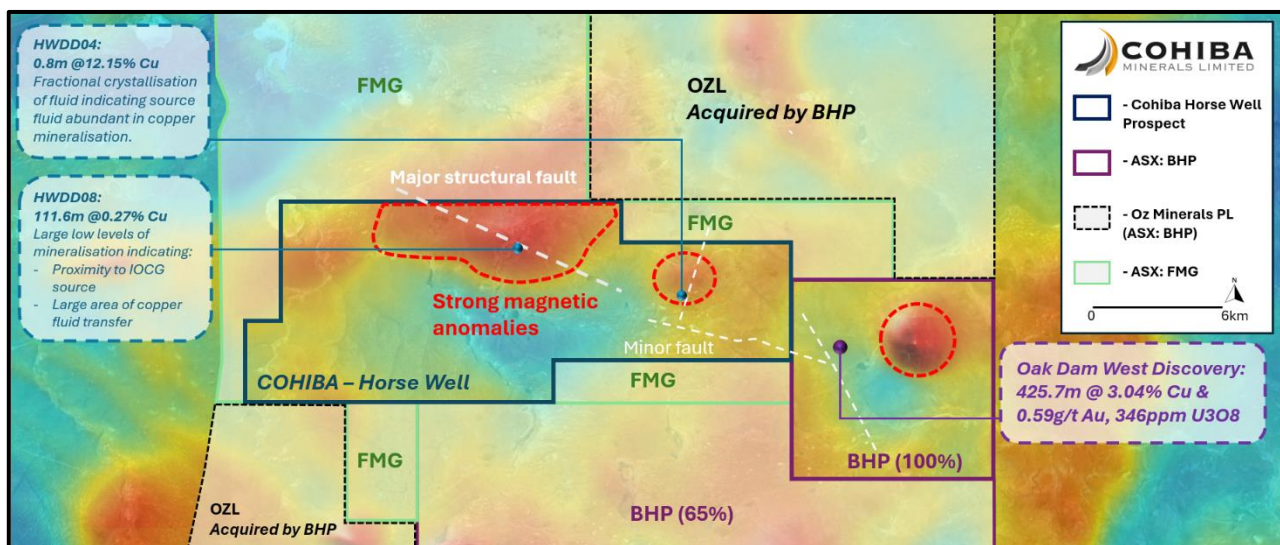 HWDD04:
0.8m @12.15% Cu
Fractional crystallisation
of fluid indicating source
fluid abundant in copper
mineralisation.
HWDD08:
111.6m @0.27% Cu
Large low levels of
mineralisation indicating:
- Proximity to IOCG
source
- Large area of copper
fluid transfer
FMG
OZL
Acquired by BHP
Major structural fault
FMG
Strong magnetic
anomalies
Minor fault
COHIBA – Horse Well
FMG
FMG
BHP (100%)
OZL
Acquired by BHP
BHP (65%)
COHIBA
MINERALS LIMITED
- Cohiba Horse Well
Prospect
- ASX: BHP
- Oz Minerals PL
(ASX: BHP)
- ASX: FMG
N
0 6km
Oak Dam West Discovery:
425.7m @ 3.04% Cu &
0.59g/t Au, 346ppm U3O8